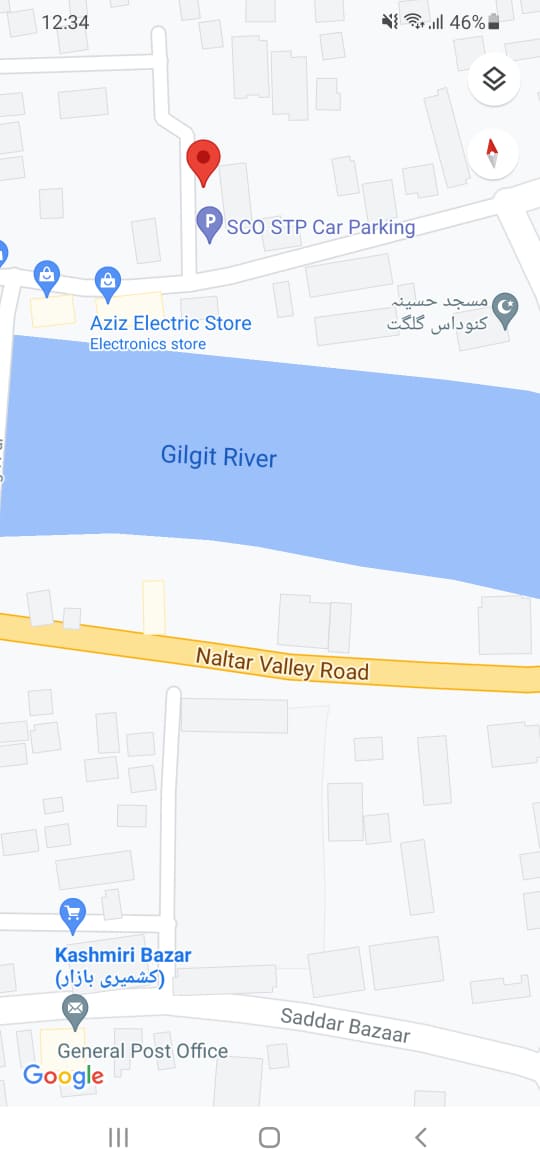 12:34
46%
P
SCO STP Car Parking
Aziz Electric Store
Electronics store
مسجد حسینیہ
کنوداس گلگت
Gilgit River
Naltar Valley Road
Kashmiri Bazar
(کشمیری بازار)
Saddar Bazaar
General Post Office
Google